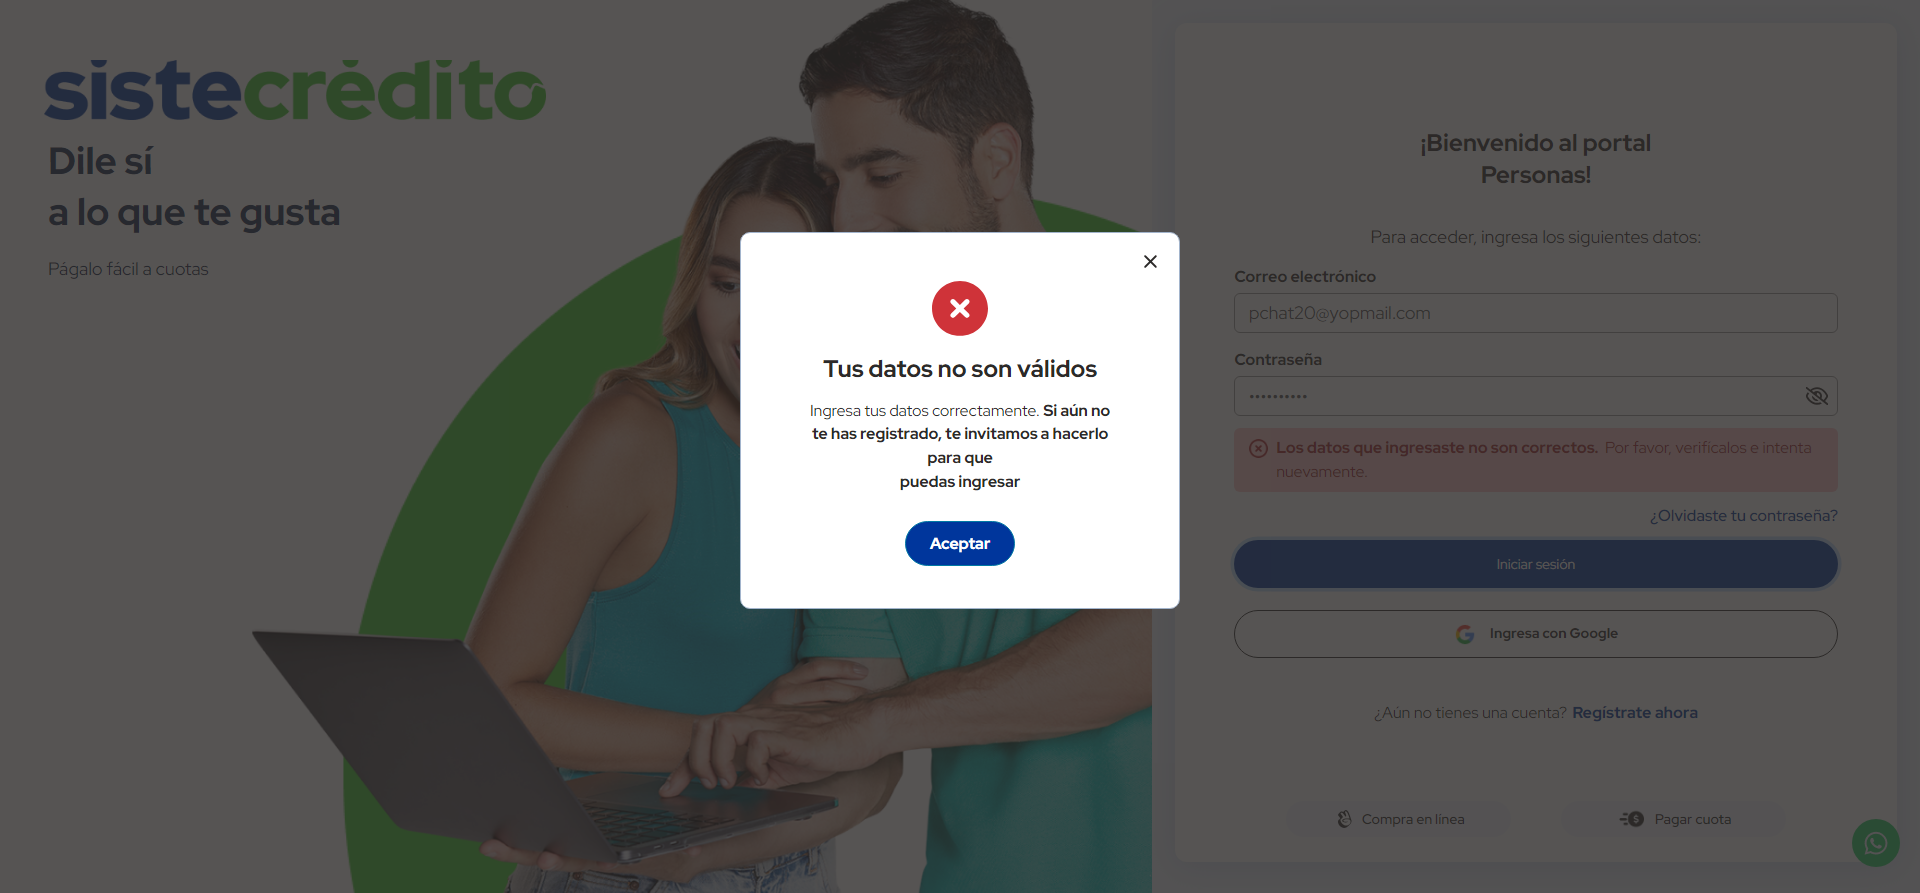 sistecrédito
Dile sí
a lo que te gusta
Págalo fácil a cuotas
Tus datos no son válidos
Ingresa tus datos correctamente. Si aún no
te has registrado, te invitamos a hacerlo
para que
puedas ingresar
Aceptar
¡Bienvenido al portal
Personas!
Para acceder, ingresa los siguientes datos:
Correo electrónico
pchat20@yopmail.com
Contraseña
••••••••••
Los datos que ingresaste no son correctos. Por favor, verifícalos e intenta
nuevamente.
¿Olvidaste tu contraseña?
Iniciar sesión
Ingresa con Google
¿Aún no tienes una cuenta? Regístrate ahora
Compra en línea
Pagar cuota